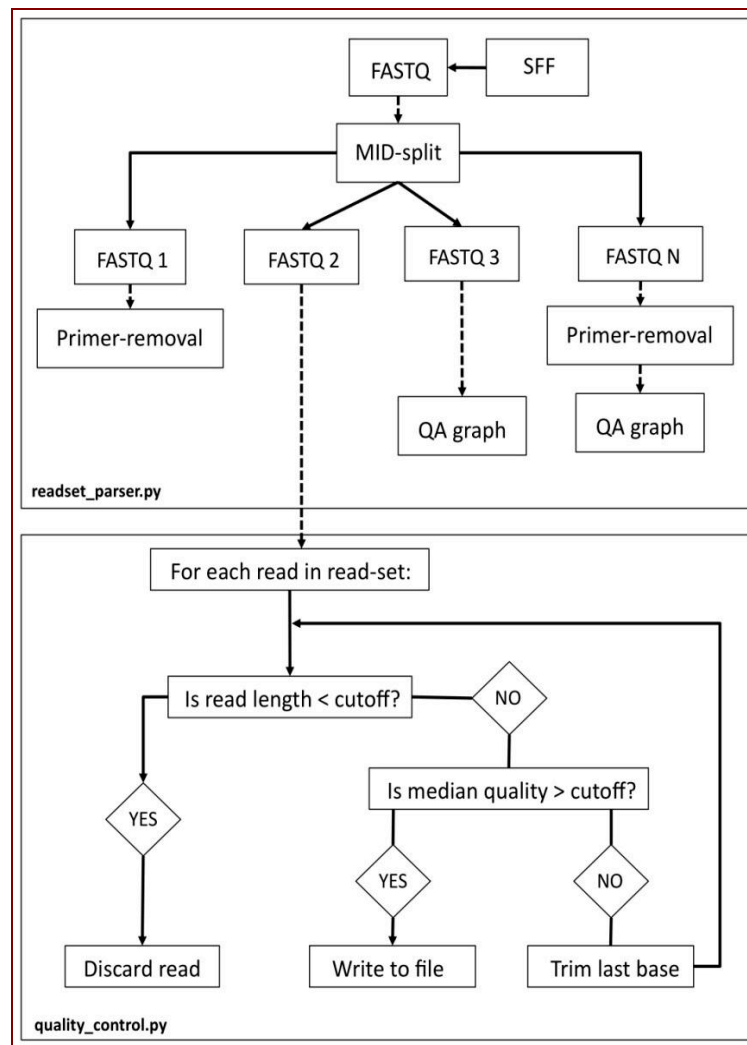 FASTQ
SFF
MID-split
FASTQ 1
FASTQ 2
FASTQ 3
FASTQ N
Primer-removal
Primer-removal
QA graph
QA graph
readset_parser.py
For each read in read-set:
Is read length < cutoff?
NO
Is median quality > cutoff?
YES
YES
NO
Discard read
Write to file
Trim last base
quality_control.py